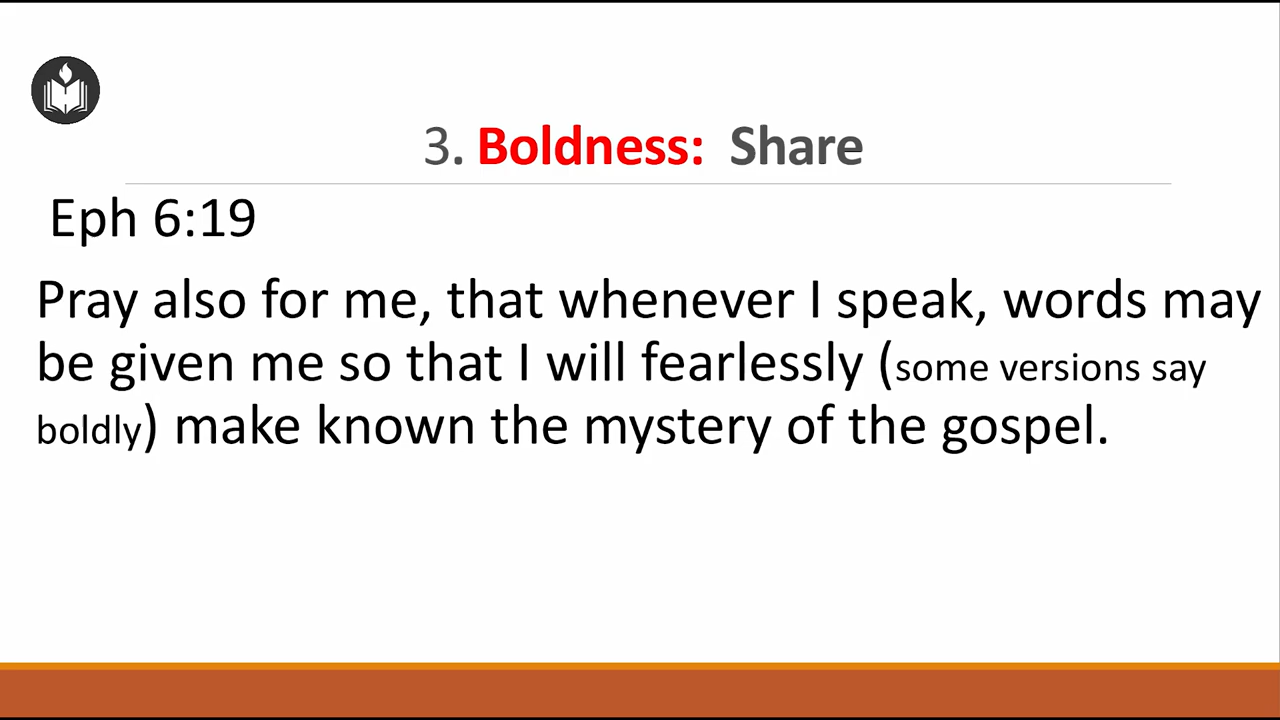 3. Boldness: Share
Eph 6:19
Pray also for me, that whenever I speak, words may
be given me so that I will fearlessly (some versions say
boldly) make known the mystery of the gospel.